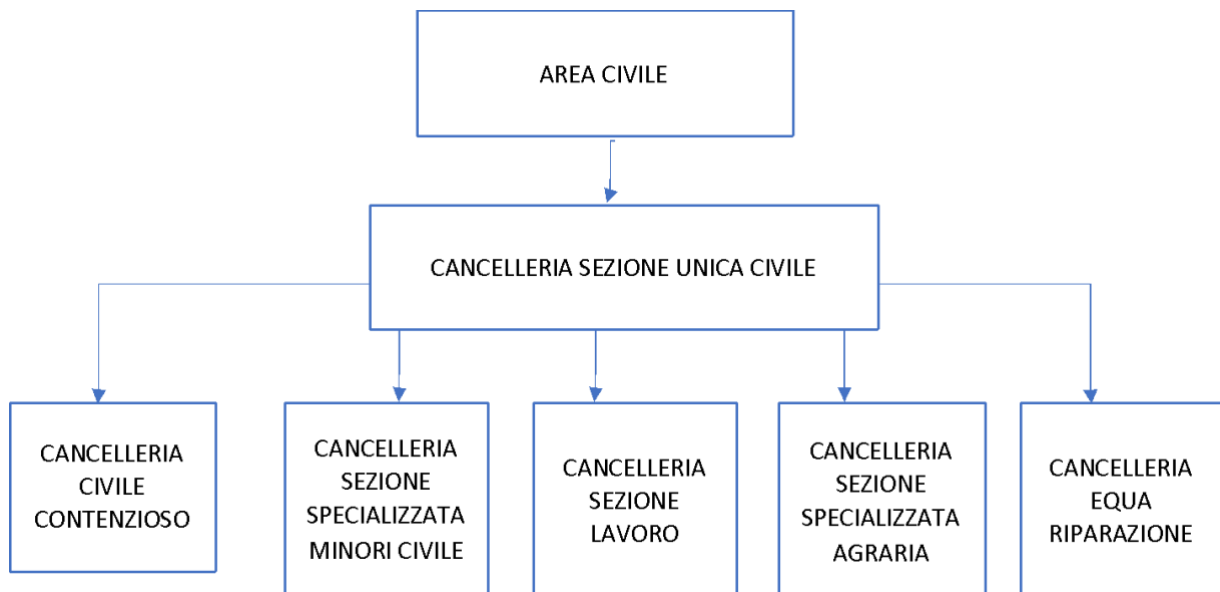 AREA CIVILE
CANCELLERIA SEZIONE UNICA CIVILE
CANCELLERIA
CIVILE
CONTENZIOSO
CANCELLERIA
SEZIONE
SPECIALIZZATA
MINORI CIVILE
CANCELLERIA
SEZIONE
LAVORO
CANCELLERIA
SEZIONE
SPECIALIZZATA
AGRARIA
CANCELLERIA
EQUA
RIPARAZIONE